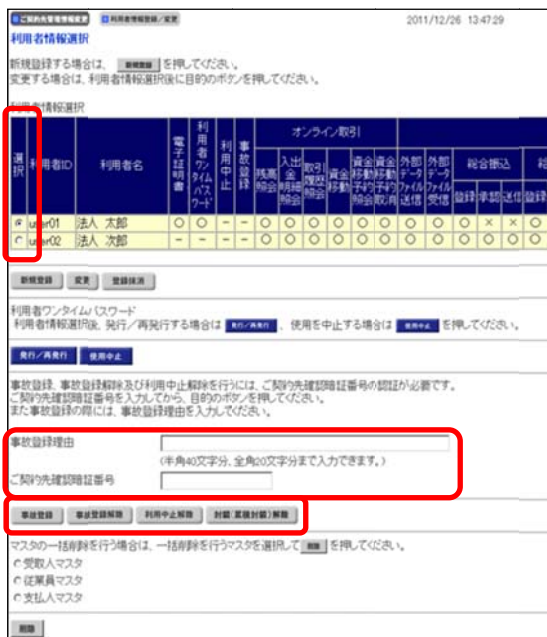 ご契約先管理情報変更 利用者情報登録/変更 2011/12/26 13:47:29
利用者情報選択
新規登録する場合は、 新規登録 を押してください。
変更する場合は、利用者情報選択後に目的のボタンを押してください。
利用者情報選択
選択 利用者ID 利用者名 電子証明書 利用者ワンタイムパスワード 利用中止 事故登録 オンライン取引 外部データファイル送信 外部データファイル受信 総合振込 給
残高照会 入出金明細照会 取引履歴照会 資金移動 資金移動予約照会 資金移動予約取消 登録 承認 送信 登録
user01 法人 太郎 ○ ○ - - ○ ○ ○ ○ ○ ○ ○ ○ ○ × × ○
user02 法人 次郎 - - - - ○ ○ ○ ○ ○ ○ ○ ○ ○ ○ ○ ○
新規登録 変更 登録抹消
利用者ワンタイムパスワード
利用者情報選択後、発行/再発行する場合は 発行/再発行 、使用を中止する場合は 使用中止 を押してください。
発行/再発行 使用中止
事故登録、事故登録解除及び利用中止解除を行うには、ご契約先確認暗証番号の認証が必要です。
ご契約先確認暗証番号を入力してから、目的のボタンを押してください。
また事故登録の際には、事故登録理由を入力してください。
事故登録理由
(半角40文字分、全角20文字分まで入力できます。)
ご契約先確認暗証番号
事故登録 事故登録解除 利用中止解除 封鎖(直後封鎖)解除
マスタの一括削除を行う場合は、一括削除を行うマスタを選択して 削除 を押してください。
受取人マスタ
従業員マスタ
支払人マスタ
削除